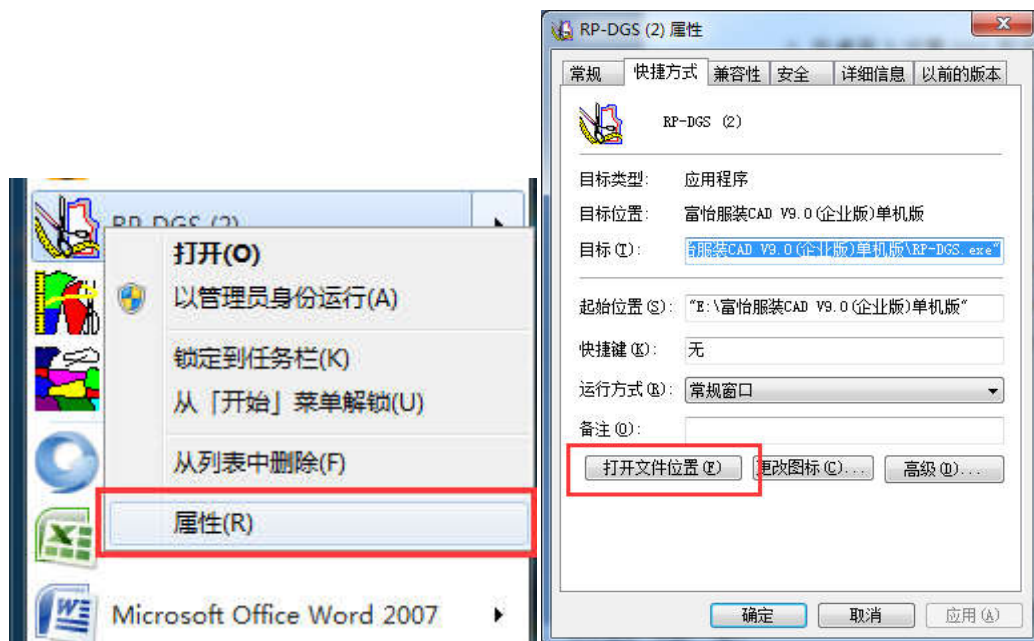 RP-DGS (2)
打开(O)
以管理员身份运行(A)
锁定到任务栏(K)
从「开始」菜单解锁(U)
从列表中删除(F)
属性(R)
Microsoft Office Word 2007
RP-DGS (2) 属性
常规 快捷方式 兼容性 安全 详细信息 以前的版本
RP-DGS (2)
目标类型: 应用程序
目标位置: 富怡服装CAD V9.0(企业版)单机版
目标(T): 怡服装CAD V9.0(企业版)单机版\RP-DGS.exe"
起始位置(S): "E:\富怡服装CAD V9.0(企业版)单机版"
快捷键(K): 无
运行方式(R): 常规窗口
备注(O):
打开文件位置(F) 更改图标(C)... 高级(D)...
确定 取消 应用(A)